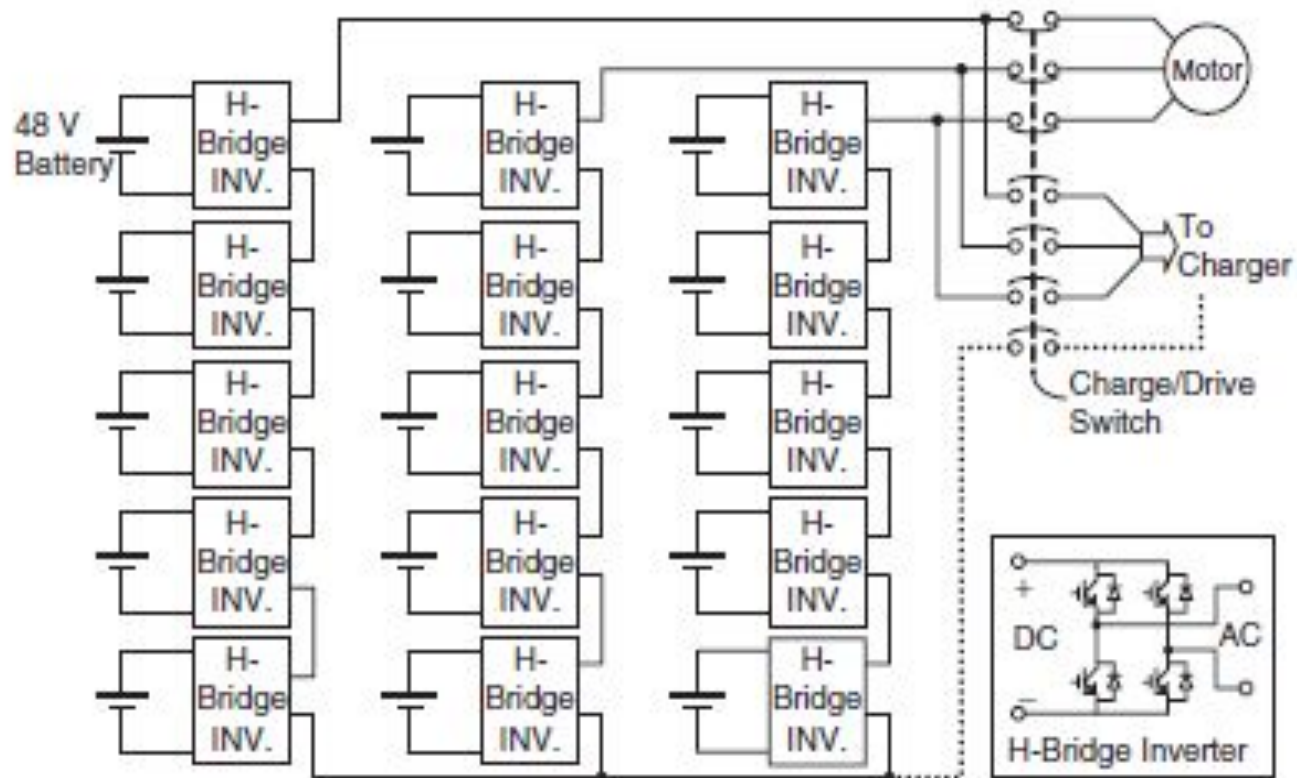 48 V
Battery
H-
Bridge
INV.
H-
Bridge
INV.
H-
Bridge
INV.
H-
Bridge
INV.
H-
Bridge
INV.
H-
Bridge
INV.
H-
Bridge
INV.
H-
Bridge
INV.
H-
Bridge
INV.
H-
Bridge
INV.
H-
Bridge
INV.
H-
Bridge
INV.
H-
Bridge
INV.
H-
Bridge
INV.
H-
Bridge
INV.
Motor
To
Charger
Charge/Drive
Switch
+
DC
AC
−
H-Bridge Inverter